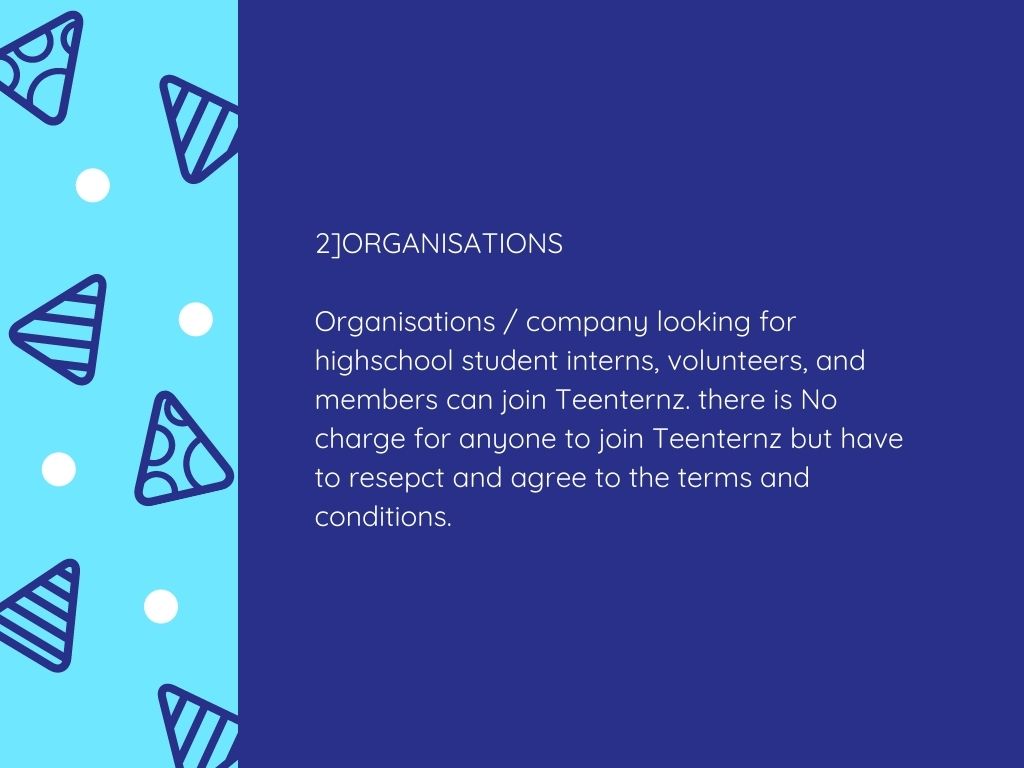 2]ORGANISATIONS
Organisations / company looking for
highschool student interns, volunteers, and
members can join Teenternz. there is No
charge for anyone to join Teenternz but have
to resepct and agree to the terms and
conditions.